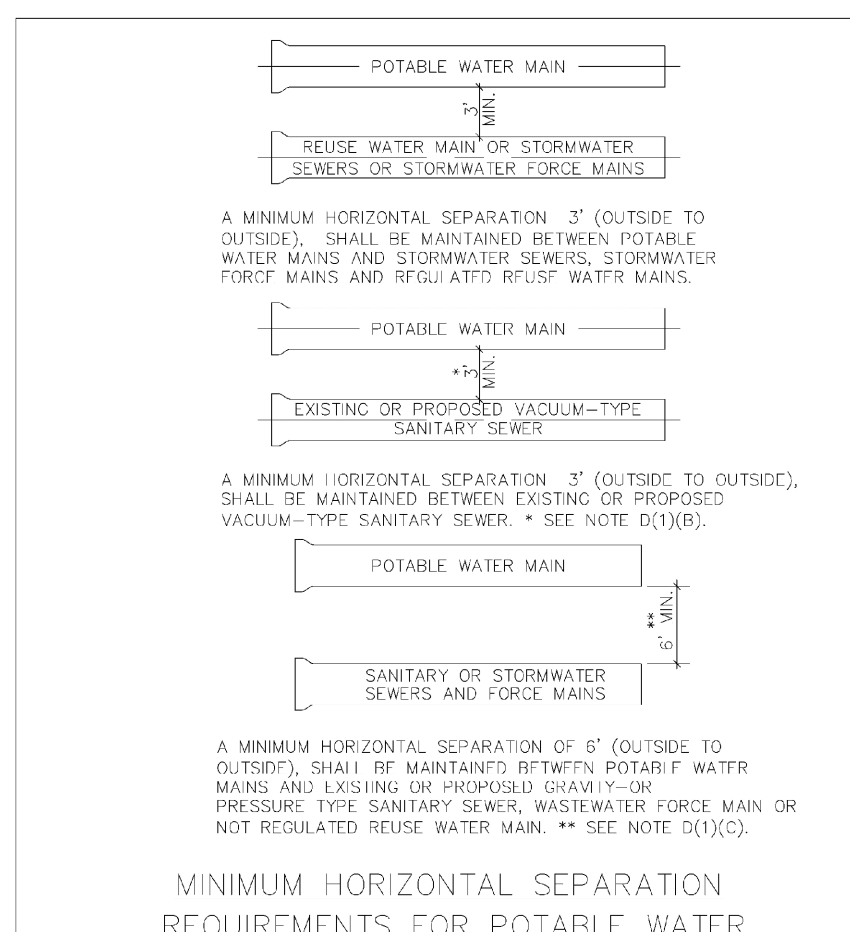 POTABLE WATER MAIN
3' MIN.
REUSE WATER MAIN OR STORMWATER
SEWERS OR STORMWATER FORCE MAINS
A MINIMUM HORIZONTAL SEPARATION 3' (OUTSIDE TO
OUTSIDE), SHALL BE MAINTAINED BETWEEN POTABLE
WATER MAINS AND STORMWATER SEWERS, STORMWATER
FORCE MAINS AND REGULATED REUSE WATER MAINS.
POTABLE WATER MAIN
* 3' MIN.
EXISTING OR PROPOSED VACUUM-TYPE
SANITARY SEWER
A MINIMUM HORIZONTAL SEPARATION 3' (OUTSIDE TO OUTSIDE),
SHALL BE MAINTAINED BETWEEN EXISTING OR PROPOSED
VACUUM-TYPE SANITARY SEWER. * SEE NOTE D(1)(B).
POTABLE WATER MAIN
** 6' MIN.
SANITARY OR STORMWATER
SEWERS AND FORCE MAINS
A MINIMUM HORIZONTAL SEPARATION OF 6' (OUTSIDE TO
OUTSIDE), SHALL BE MAINTAINED BETWEEN POTABLE WATER
MAINS AND EXISTING OR PROPOSED GRAVITY-OR
PRESSURE TYPE SANITARY SEWER, WASTEWATER FORCE MAIN OR
NOT REGULATED REUSE WATER MAIN. ** SEE NOTE D(1)(C).
MINIMUM HORIZONTAL SEPARATION
REQUIREMENTS FOR POTABLE WATER